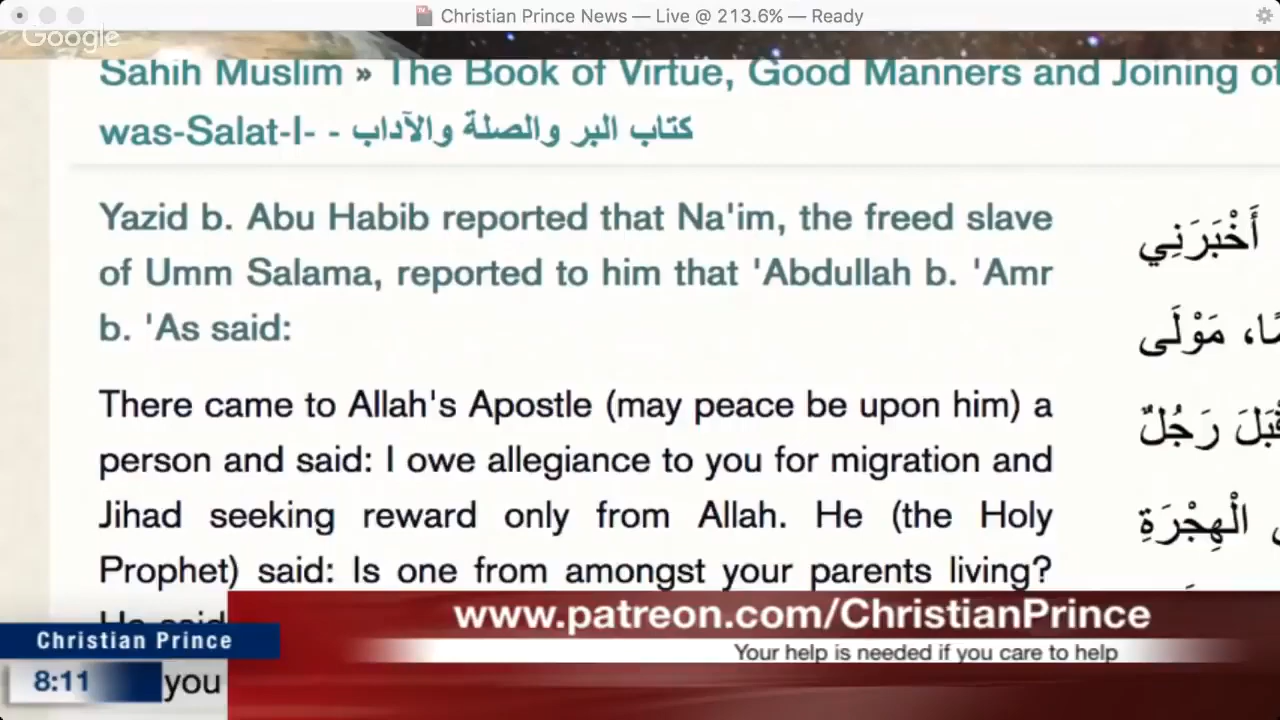 Christian Prince News — Live @ 213.6% — Ready
Google
Sahih Muslim » The Book of Virtue, Good Manners and Joining of
was-Salat-I- - كتاب البر والصلة والآداب
Yazid b. Abu Habib reported that Na'im, the freed slave
of Umm Salama, reported to him that 'Abdullah b. 'Amr
b. 'As said:
There came to Allah's Apostle (may peace be upon him) a
person and said: I owe allegiance to you for migration and
Jihad seeking reward only from Allah. He (the Holy
Prophet) said: Is one from amongst your parents living?
He said
you
أَخْبَرَنِي
مَوْلَى
رَجُلٌ
الْهِجْرَةِ
www.patreon.com/ChristianPrince
Your help is needed if you care to help
Christian Prince
8:11